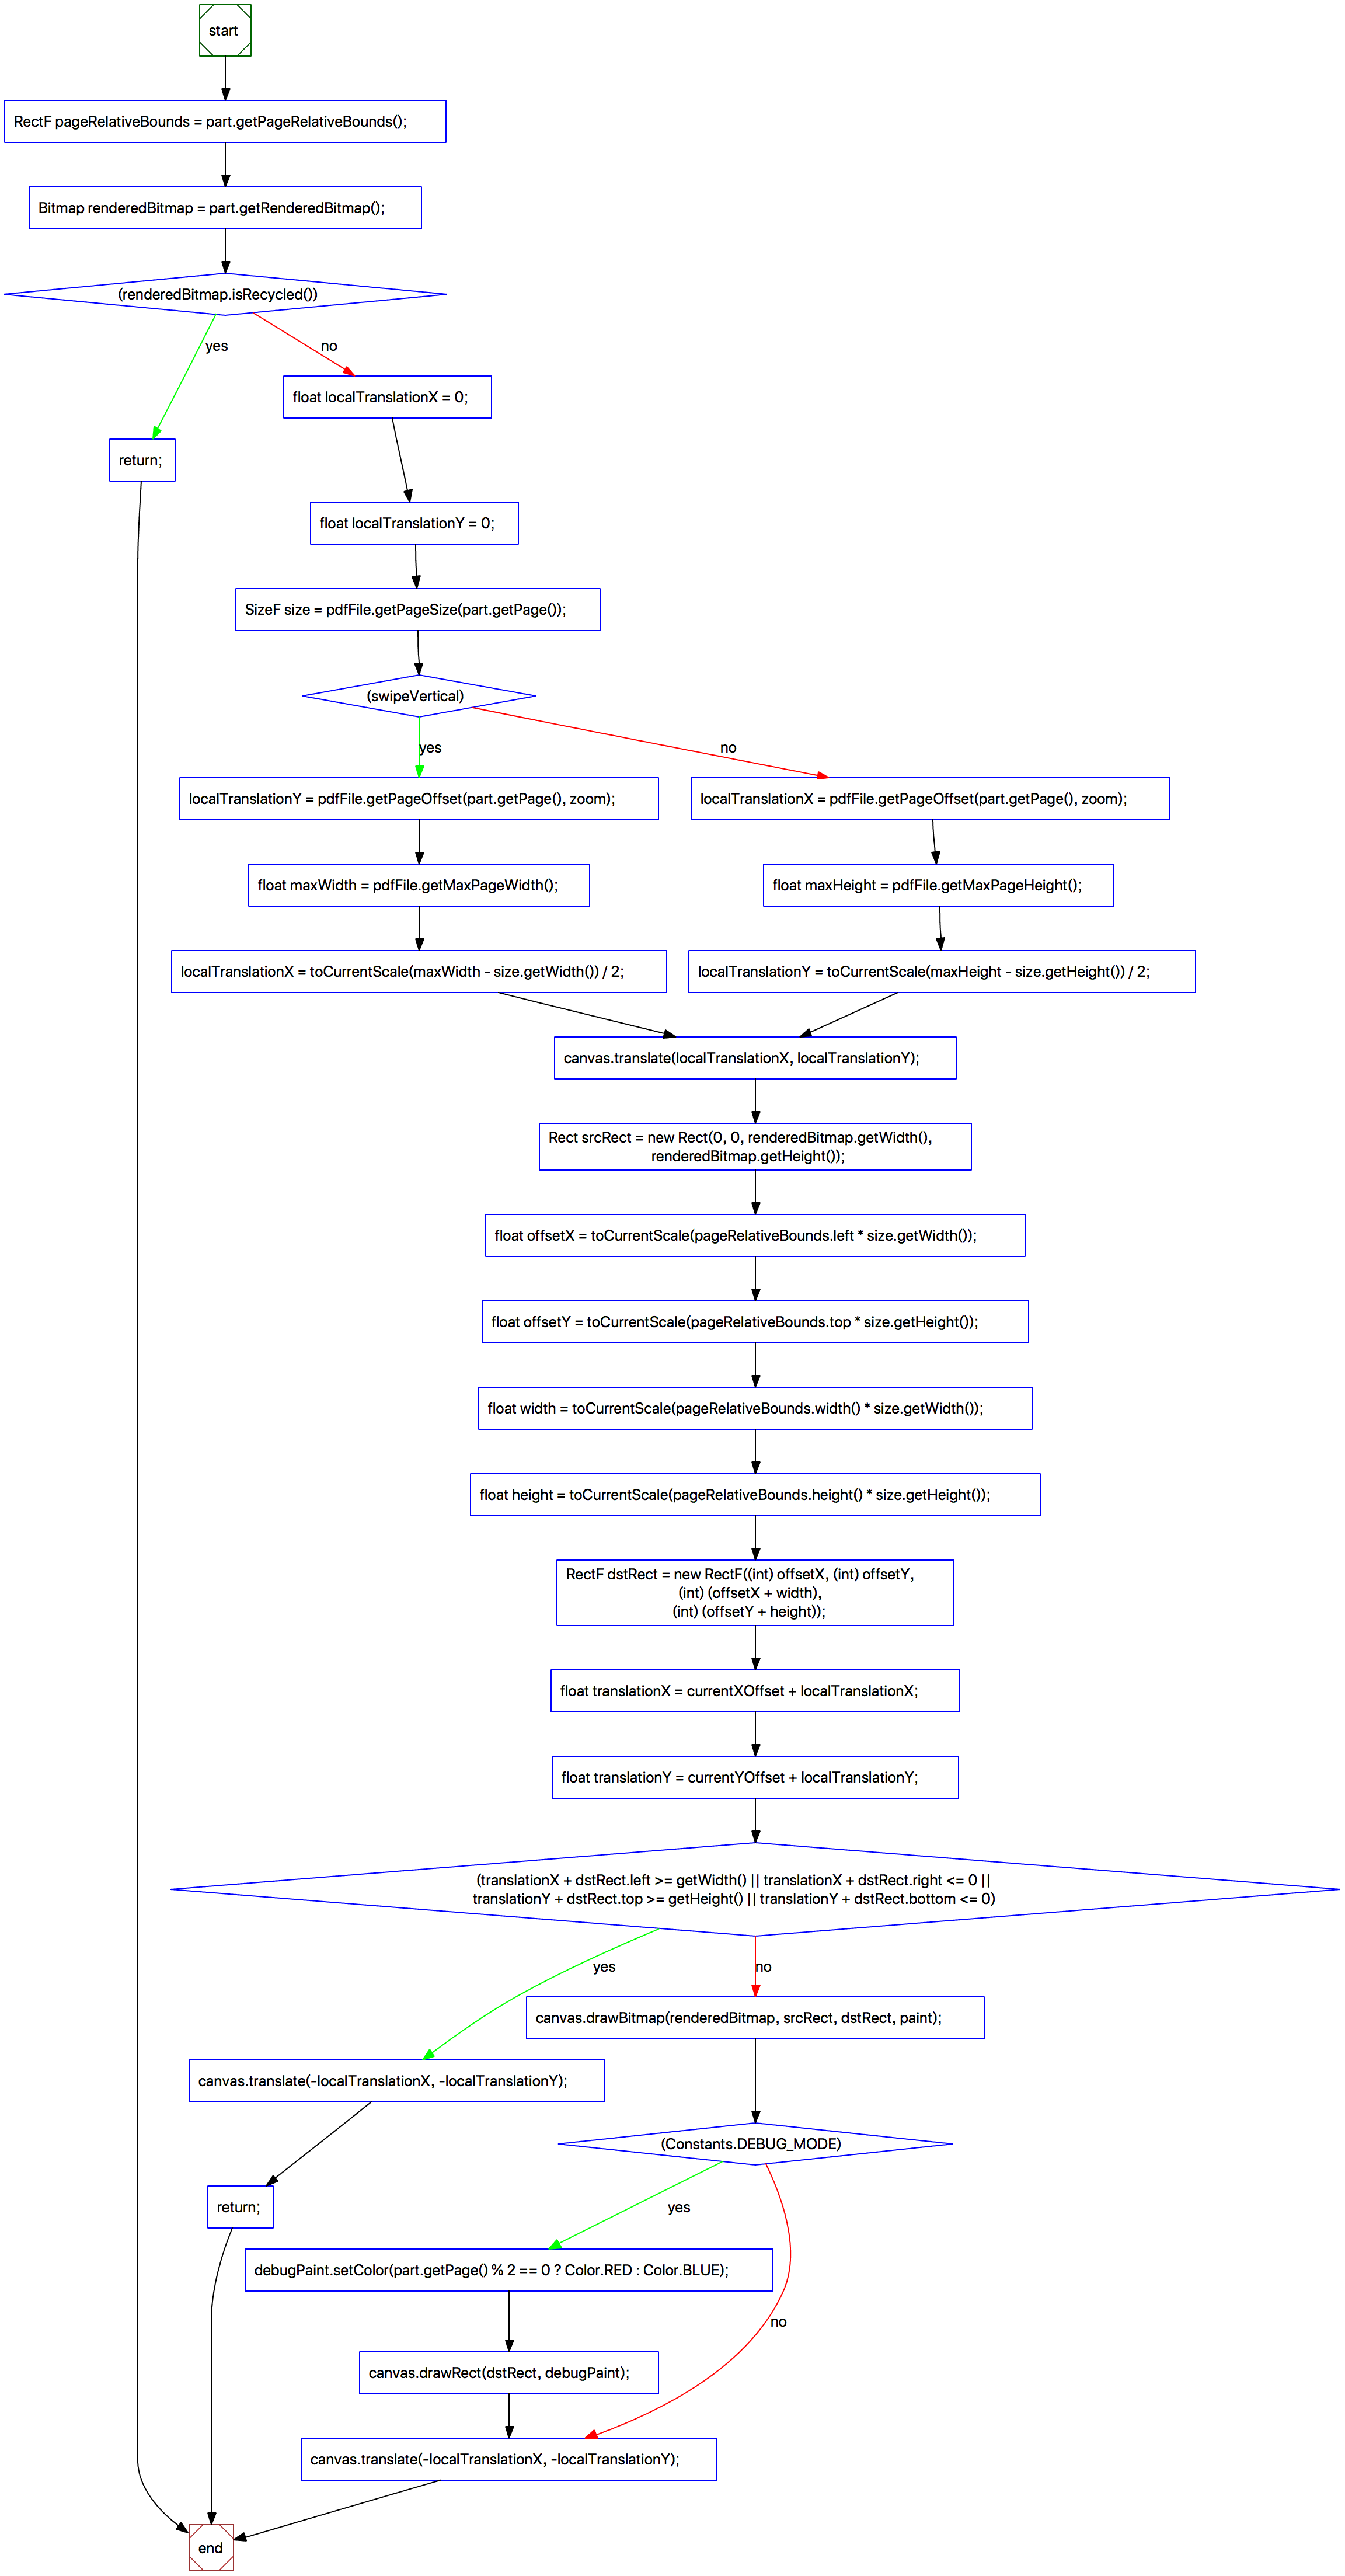 start
RectF pageRelativeBounds = part.getPageRelativeBounds();
Bitmap renderedBitmap = part.getRenderedBitmap();
(renderedBitmap.isRecycled())
yes
no
float localTranslationX = 0;
return;
float localTranslationY = 0;
SizeF size = pdfFile.getPageSize(part.getPage());
(swipeVertical)
yes
no
localTranslationY = pdfFile.getPageOffset(part.getPage(), zoom);
localTranslationX = pdfFile.getPageOffset(part.getPage(), zoom);
float maxWidth = pdfFile.getMaxPageWidth();
float maxHeight = pdfFile.getMaxPageHeight();
localTranslationX = toCurrentScale(maxWidth - size.getWidth()) / 2;
localTranslationY = toCurrentScale(maxHeight - size.getHeight()) / 2;
canvas.translate(localTranslationX, localTranslationY);
Rect srcRect = new Rect(0, 0, renderedBitmap.getWidth(),
renderedBitmap.getHeight());
float offsetX = toCurrentScale(pageRelativeBounds.left * size.getWidth());
float offsetY = toCurrentScale(pageRelativeBounds.top * size.getHeight());
float width = toCurrentScale(pageRelativeBounds.width() * size.getWidth());
float height = toCurrentScale(pageRelativeBounds.height() * size.getHeight());
RectF dstRect = new RectF((int) offsetX, (int) offsetY,
(int) (offsetX + width),
(int) (offsetY + height));
float translationX = currentXOffset + localTranslationX;
float translationY = currentYOffset + localTranslationY;
(translationX + dstRect.left >= getWidth() || translationX + dstRect.right <= 0 ||
translationY + dstRect.top >= getHeight() || translationY + dstRect.bottom <= 0)
yes
no
canvas.drawBitmap(renderedBitmap, srcRect, dstRect, paint);
canvas.translate(-localTranslationX, -localTranslationY);
(Constants.DEBUG_MODE)
return;
yes
debugPaint.setColor(part.getPage() % 2 == 0 ? Color.RED : Color.BLUE);
no
canvas.drawRect(dstRect, debugPaint);
canvas.translate(-localTranslationX, -localTranslationY);
end